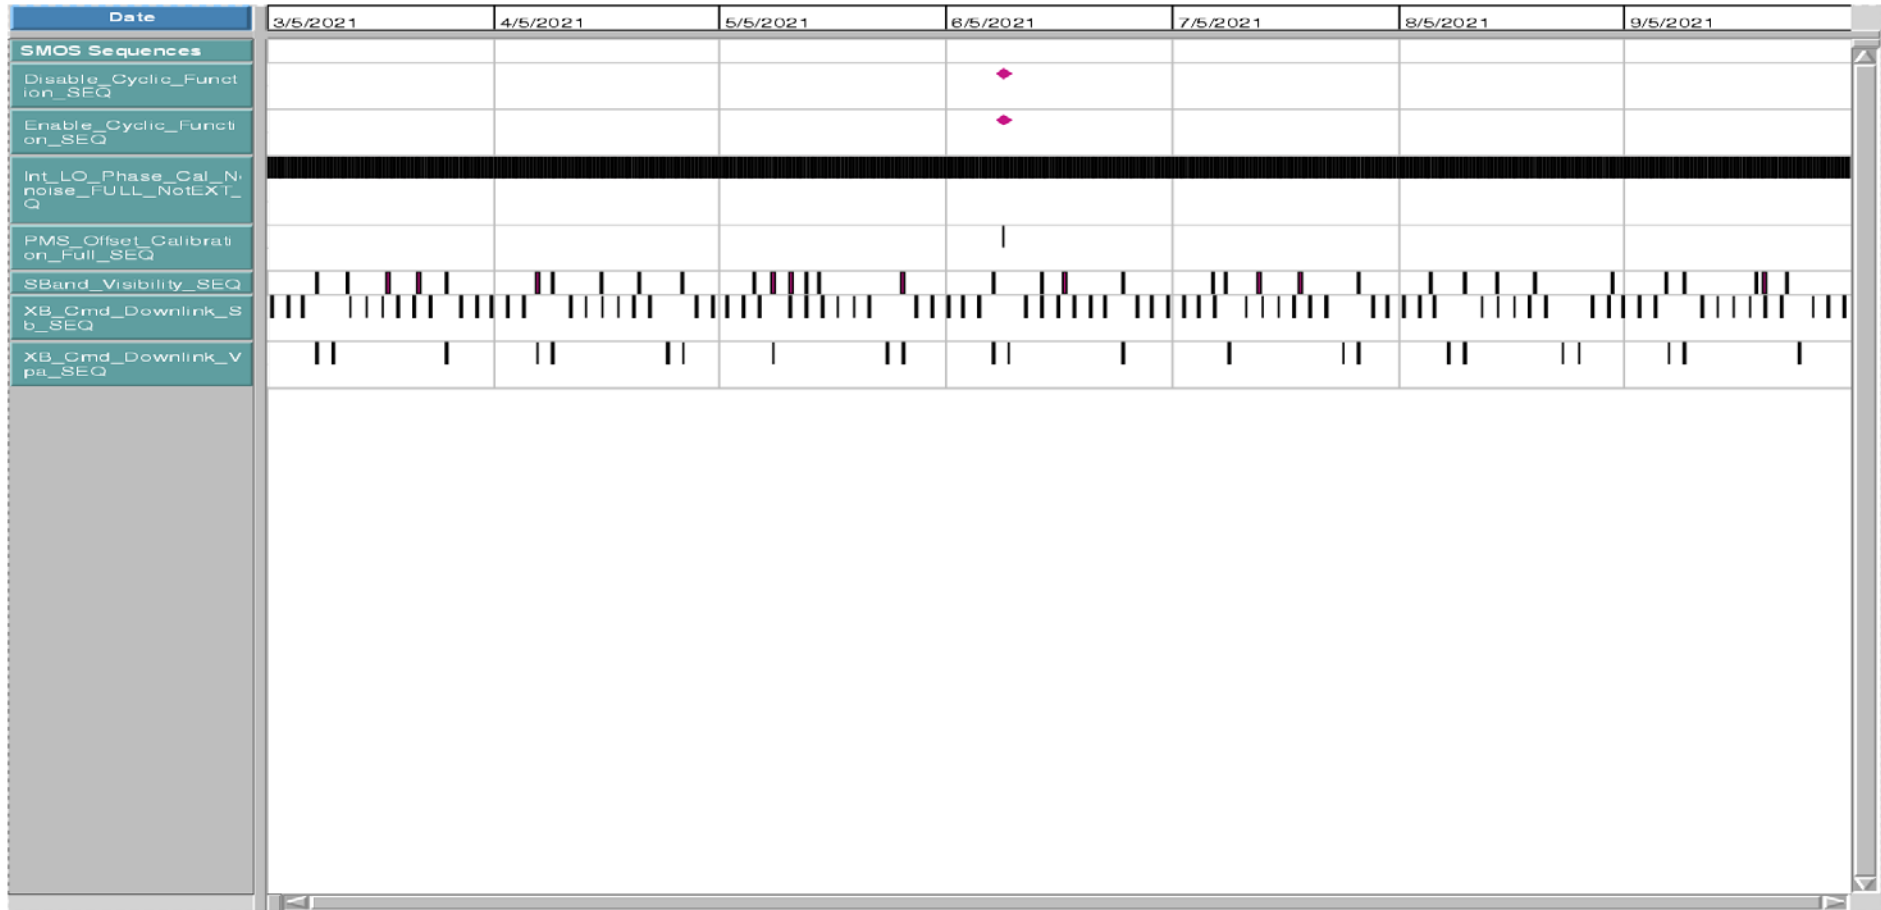 Date
3/5/2021 4/5/2021 5/5/2021 6/5/2021 7/5/2021 8/5/2021 9/5/2021
SMOS Sequences
Disable_Cyclic_Funct
ion_SEQ
Enable_Cyclic_Functi
on_SEQ
Int_LO_Phase_Cal_N
noise_FULL_NotEXT_
Q
PMS_Offset_Calibrati
on_Full_SEQ
SBand_Visibility_SEQ
XB_Cmd_Downlink_S
b_SEQ
XB_Cmd_Downlink_V
pa_SEQ